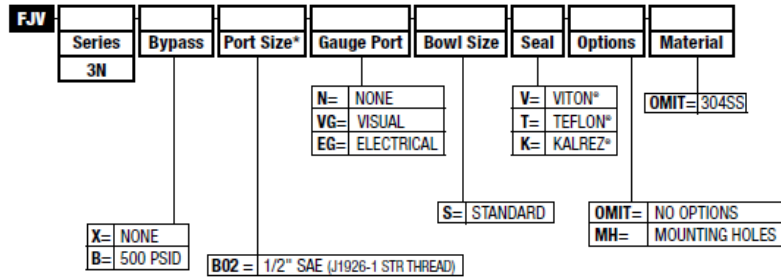 FJV
Series Bypass Port Size* Gauge Port Bowl Size Seal Options Material
3N
N= NONE
VG= VISUAL
EG= ELECTRICAL
V= VITON®
T= TEFLON®
K= KALREZ®
OMIT= 304SS
S= STANDARD
OMIT= NO OPTIONS
MH= MOUNTING HOLES
X= NONE
B= 500 PSID
B02 = 1/2" SAE (J1926-1 STR THREAD)